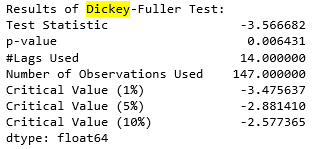 Results of Dickey-Fuller Test:
Test Statistic -3.566682
p-value 0.006431
#Lags Used 14.000000
Number of Observations Used 147.000000
Critical Value (1%) -3.475637
Critical Value (5%) -2.881410
Critical Value (10%) -2.577365
dtype: float64